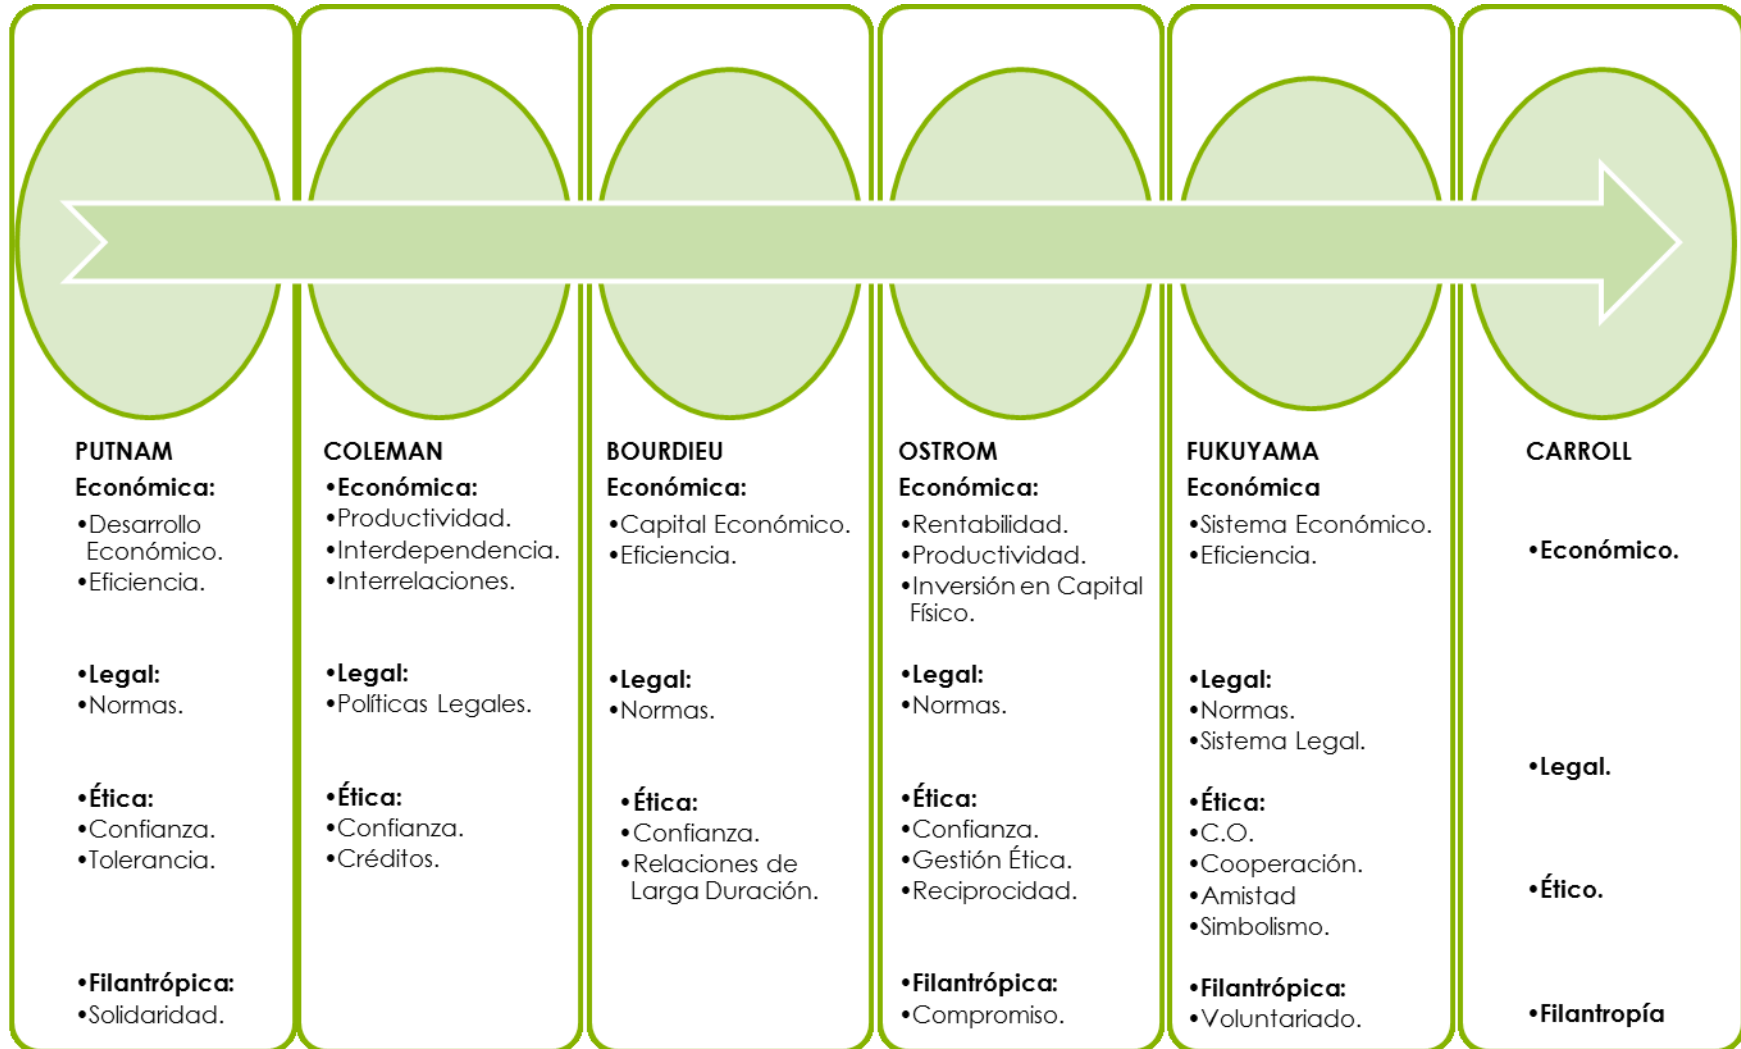 PUTNAM
Económica:
•Desarrollo
Económico.
•Eficiencia.
•Legal:
•Normas.
•Ética:
•Confianza.
•Tolerancia.
•Filantrópica:
•Solidaridad.
COLEMAN
•Económica:
•Productividad.
•Interdependencia.
•Interrelaciones.
•Legal:
•Políticas Legales.
•Ética:
•Confianza.
•Créditos.
BOURDIEU
Económica:
•Capital Económico.
•Eficiencia.
•Legal:
•Normas.
•Ética:
•Confianza.
•Relaciones de
Larga Duración.
OSTROM
Económica:
•Rentabilidad.
•Productividad.
•Inversión en Capital
Físico.
•Legal:
•Normas.
•Ética:
•Confianza.
•Gestión Ética.
•Reciprocidad.
•Filantrópica:
•Compromiso.
FUKUYAMA
Económica
•Sistema Económico.
•Eficiencia.
•Legal:
•Normas.
•Sistema Legal.
•Ética:
•C.O.
•Cooperación.
•Amistad
•Simbolismo.
•Filantrópica:
•Voluntariado.
CARROLL
•Económico.
•Legal.
•Ético.
•Filantropía